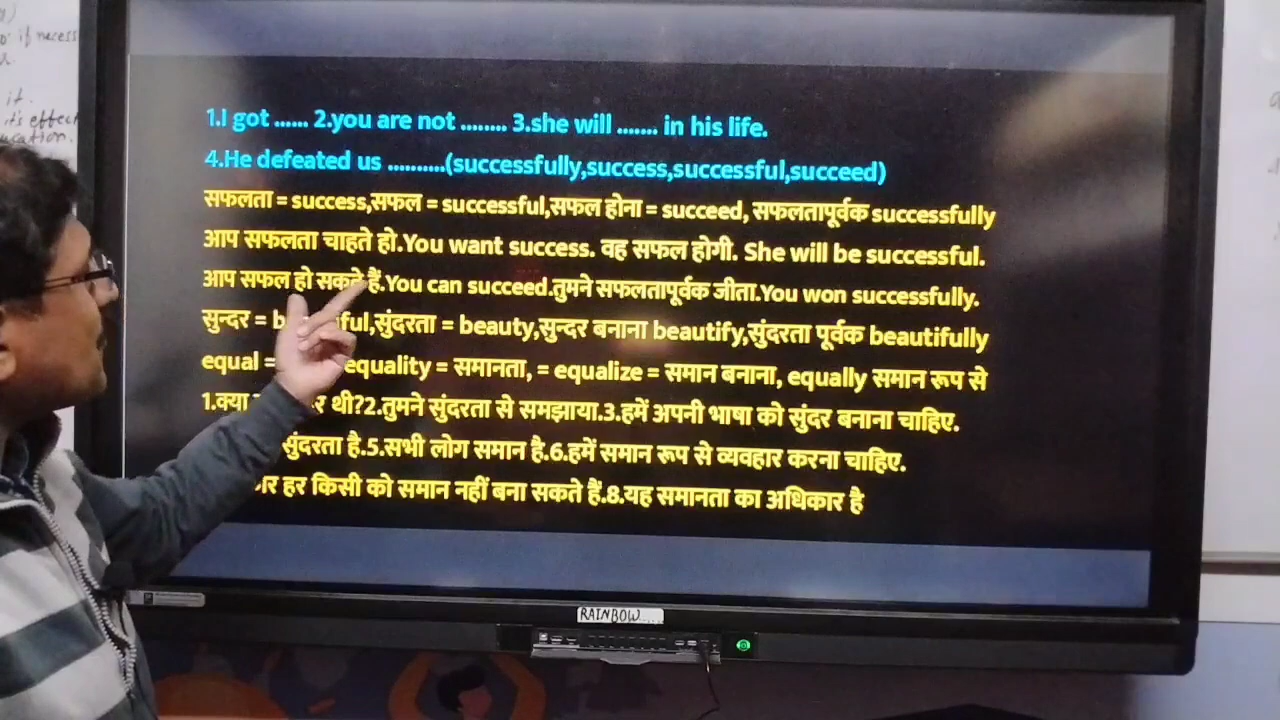 if necess
it.
its effect
1.I got ...... 2.you are not ........ 3.she will ....... in his life.
4.He defeated us ..........(successfully,success,successful,succeed)
सफलता = success,सफल = successful,सफल होना = succeed, सफलतापूर्वक successfully
आप सफलता चाहते हो.You want success. वह सफल होगी. She will be successful.
आप सफल हो सकते हैं.You can succeed.तुमने सफलतापूर्वक जीता.You won successfully.
सुन्दर = ful,सुंदरता = beauty,सुन्दर बनाना beautify,सुंदरता पूर्वक beautifully
equal = equality = समानता, = equalize = समान बनाना, equally समान रूप से
1.क्या थी?2.तुमने सुंदरता से समझाया.3.हमें अपनी भाषा को सुंदर बनाना चाहिए.
सुंदरता है.5.सभी लोग समान है.6.हमें समान रूप से व्यवहार करना चाहिए.
हर किसी को समान नहीं बना सकते हैं.8.यह समानता का अधिकार है
RAINBOW....